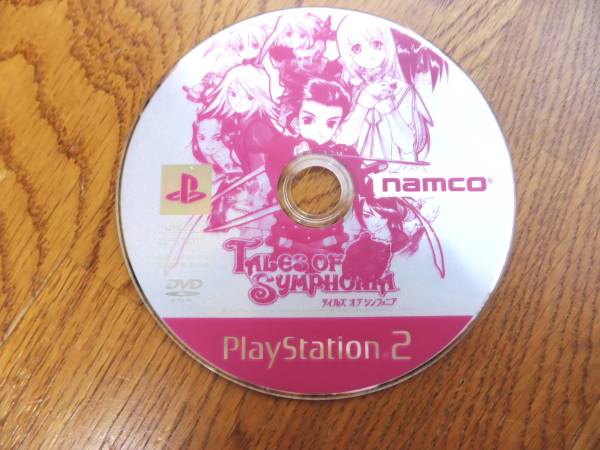 namco®
TALES OF
SYMPHONIA
テイルズ オブ シンフォニア
DVD
PlayStation®2